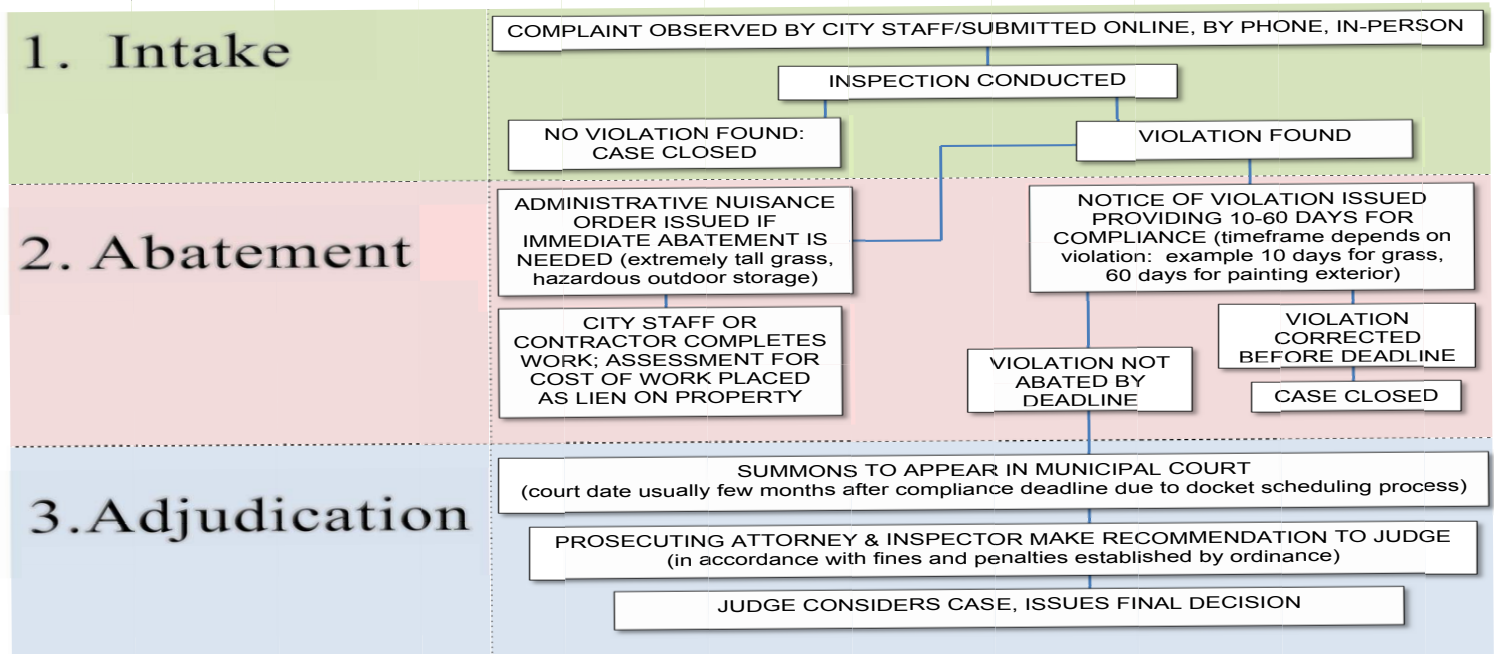 1. Intake
COMPLAINT OBSERVED BY CITY STAFF/SUBMITTED ONLINE, BY PHONE, IN-PERSON
INSPECTION CONDUCTED
NO VIOLATION FOUND:
CASE CLOSED
VIOLATION FOUND
2. Abatement
ADMINISTRATIVE NUISANCE
ORDER ISSUED IF
IMMEDIATE ABATEMENT IS
NEEDED (extremely tall grass,
hazardous outdoor storage)
CITY STAFF OR
CONTRACTOR COMPLETES
WORK; ASSESSMENT FOR
COST OF WORK PLACED
AS LIEN ON PROPERTY
NOTICE OF VIOLATION ISSUED
PROVIDING 10-60 DAYS FOR
COMPLIANCE (timeframe depends on
violation: example 10 days for grass,
60 days for painting exterior)
VIOLATION NOT
ABATED BY
DEADLINE
VIOLATION
CORRECTED
BEFORE DEADLINE
CASE CLOSED
3.Adjudication
SUMMONS TO APPEAR IN MUNICIPAL COURT
(court date usually few months after compliance deadline due to docket scheduling process)
PROSECUTING ATTORNEY & INSPECTOR MAKE RECOMMENDATION TO JUDGE
(in accordance with fines and penalties established by ordinance)
JUDGE CONSIDERS CASE, ISSUES FINAL DECISION